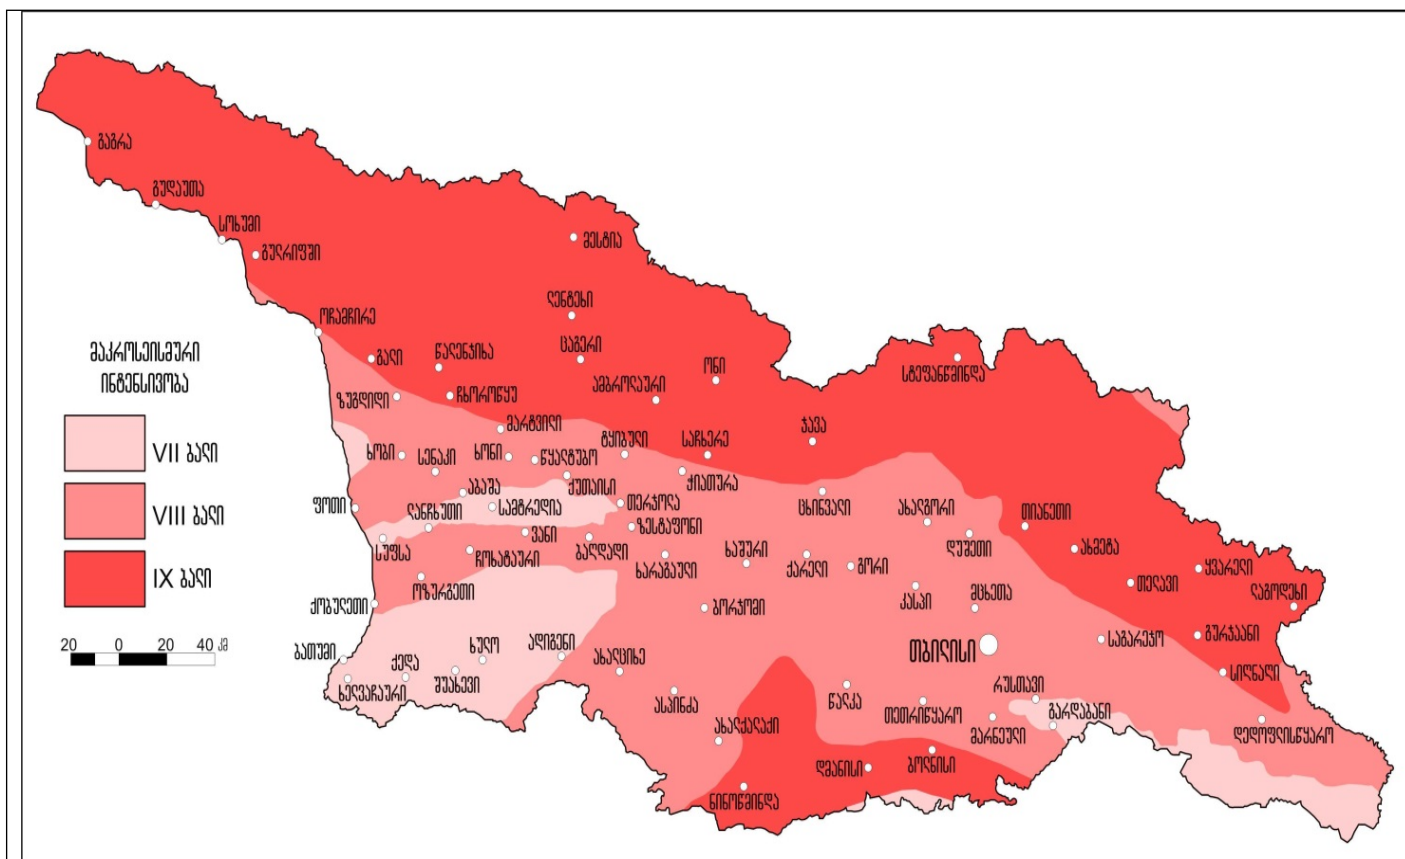 გაგრა
გუდაუთა
სოხუმი
გულრიფში
მესტია
ლენტეხი
ოჩამჩირე
მაკროსეისმური
ინტენსივობა
გალი
წალენჯიხა
ცაგერი
ონი
სტეფანწმინდა
ზუგდიდი
ჩხოროწყუ
ამბროლაური
VII ბალი
მარტვილი
ტყიბული
საჩხერე
ჯავა
ხობი
სენაკი
ხონი
წყალტუბო
ქუთაისი
ჭიათურა
VIII ბალი
ფოთი
აბაშა
სამტრედია
თერჯოლა
ცხინვალი
ახალგორი
თიანეთი
ლანჩხუთი
ვანი
ზესტაფონი
დუშეთი
ახმეტა
IX ბალი
სუფსა
ჩოხატაური
ბაღდადი
ხარაგაული
ხაშური
ქარელი
გორი
ყვარელი
ოზურგეთი
კასპი
მცხეთა
თელავი
ლაგოდეხი
ქობულეთი
ბორჯომი
20 0 20 40 კმ
ბათუმი
ხულო
ადიგენი
თბილისი
საგარეჯო
გურჯაანი
ხელვაჩაური
ქედა
შუახევი
ახალციხე
სიღნაღი
ასპინძა
წალკა
თეთრიწყარო
რუსთავი
გარდაბანი
ახალქალაქი
მარნეული
დედოფლისწყარო
ნინოწმინდა
დმანისი
ბოლნისი